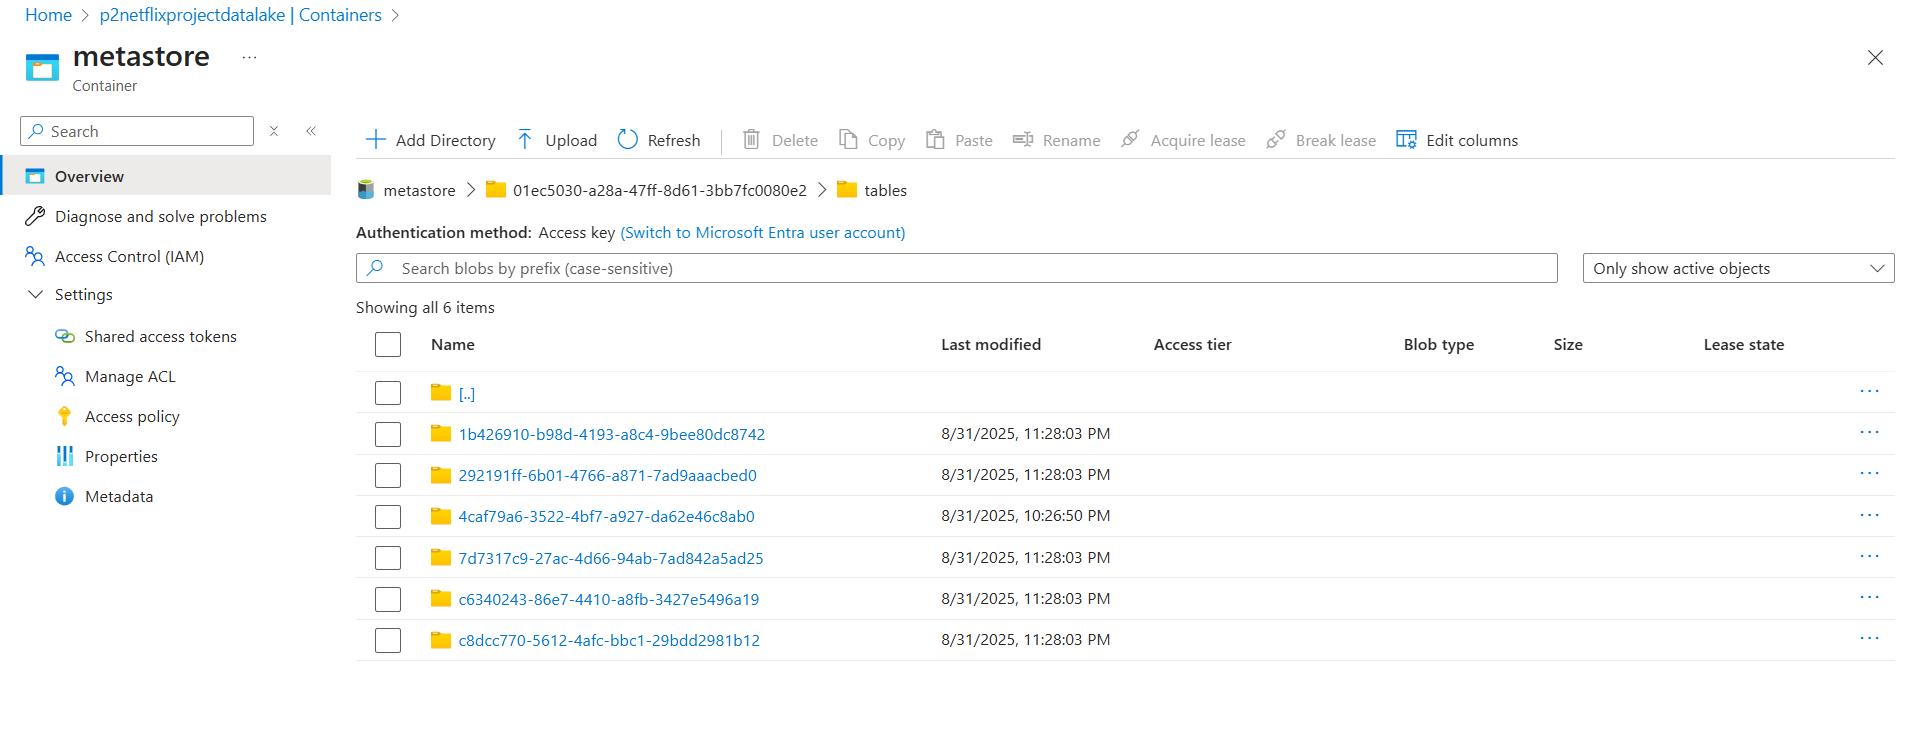 Home > p2netflixprojectdatalake | Containers >
metastore ...
Container
Search
Overview
Diagnose and solve problems
Access Control (IAM)
Settings
Shared access tokens
Manage ACL
Access policy
Properties
Metadata
Add Directory Upload Refresh Delete Copy Paste Rename Acquire lease Break lease Edit columns
metastore > 01ec5030-a28a-47ff-8d61-3bb7fc0080e2 > tables
Authentication method: Access key (Switch to Microsoft Entra user account)
Search blobs by prefix (case-sensitive) Only show active objects
Showing all 6 items
Name Last modified Access tier Blob type Size Lease state
[..] ...
1b426910-b98d-4193-a8c4-9bee80dc8742 8/31/2025, 11:28:03 PM ...
292191ff-6b01-4766-a871-7ad9aaacbed0 8/31/2025, 11:28:03 PM ...
4caf79a6-3522-4bf7-a927-da62e46c8ab0 8/31/2025, 10:26:50 PM ...
7d7317c9-27ac-4d66-94ab-7ad842a5ad25 8/31/2025, 11:28:03 PM ...
c6340243-86e7-4410-a8fb-3427e5496a19 8/31/2025, 11:28:03 PM ...
c8dcc770-5612-4afc-bbc1-29bdd2981b12 8/31/2025, 11:28:03 PM ...